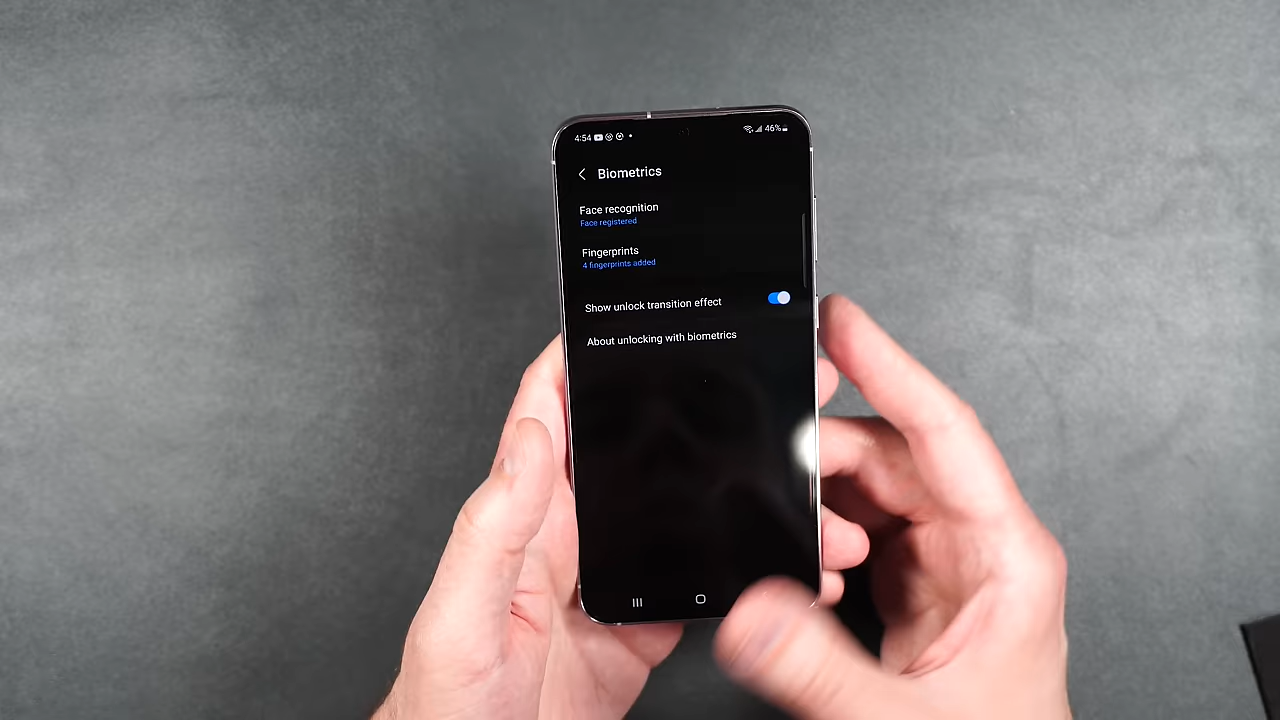 4:54
46%
Biometrics
Face recognition
Face registered
Fingerprints
4 fingerprints added
Show unlock transition effect
About unlocking with biometrics